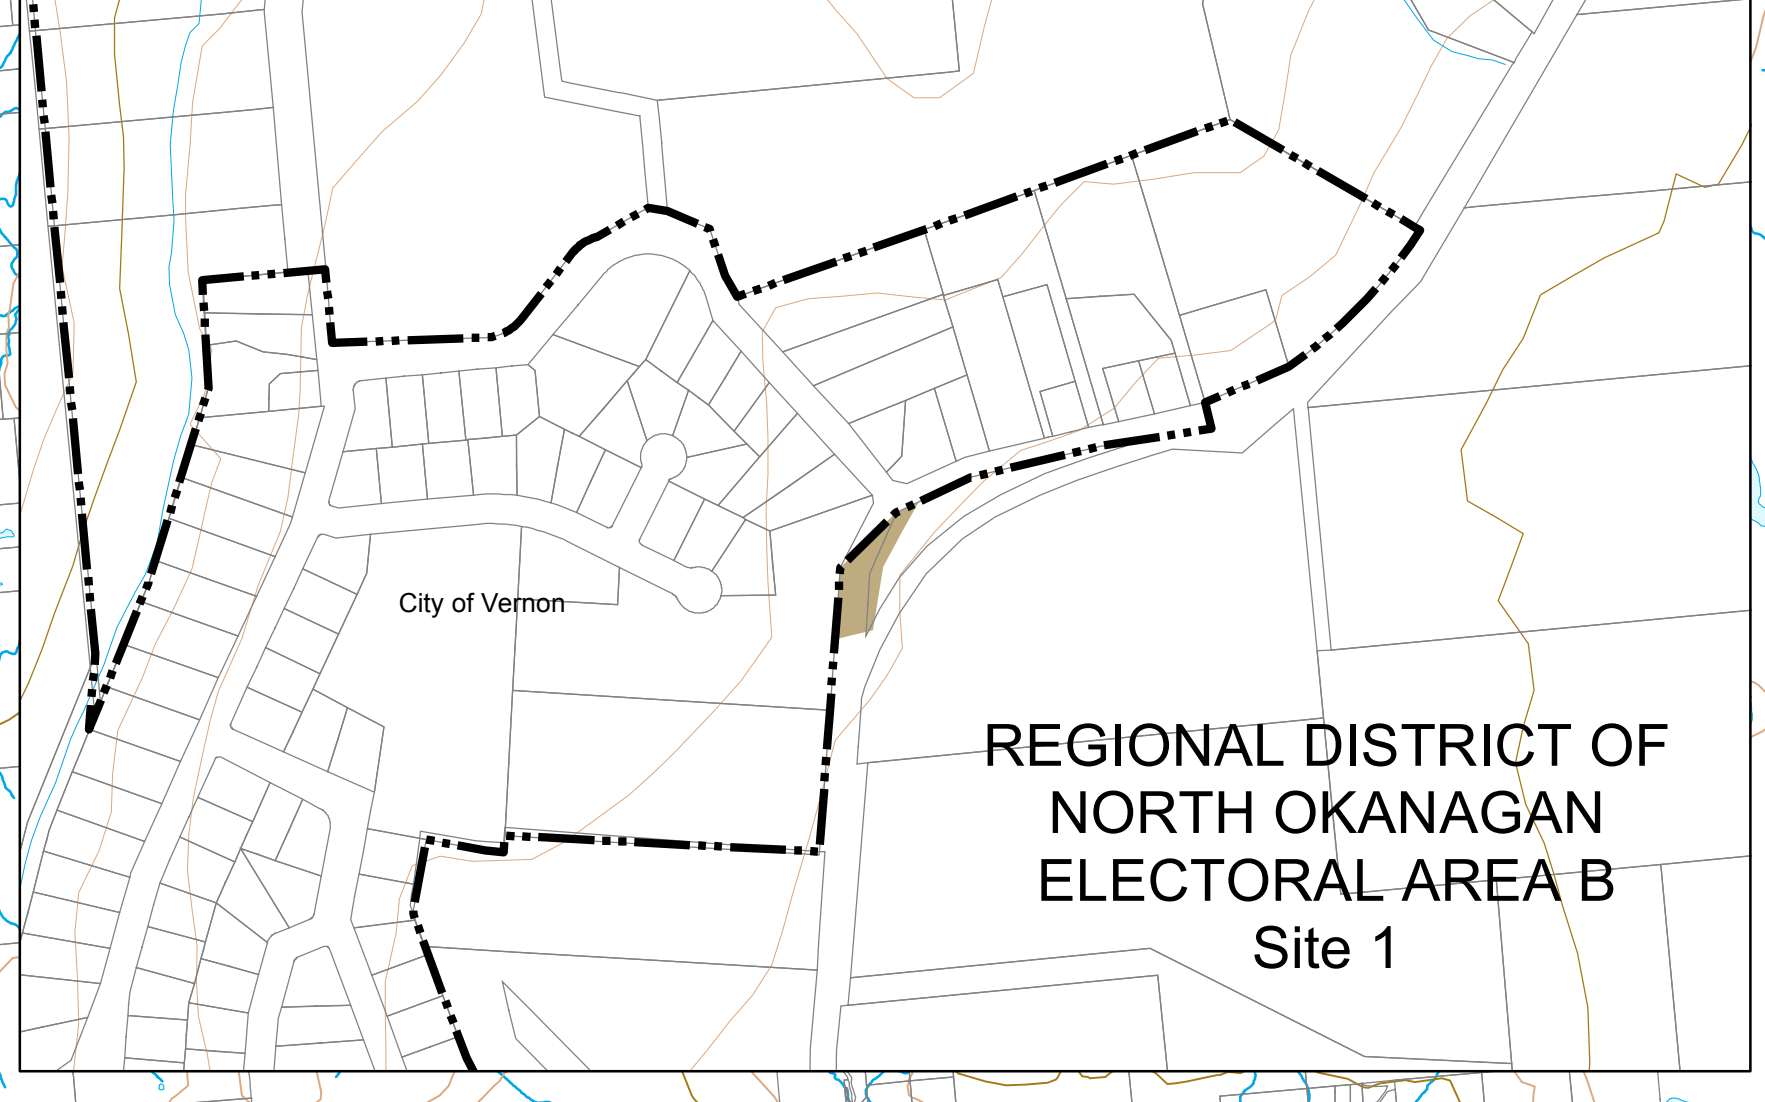 City of Vernon
REGIONAL DISTRICT OF
NORTH OKANAGAN
ELECTORAL AREA B
Site 1